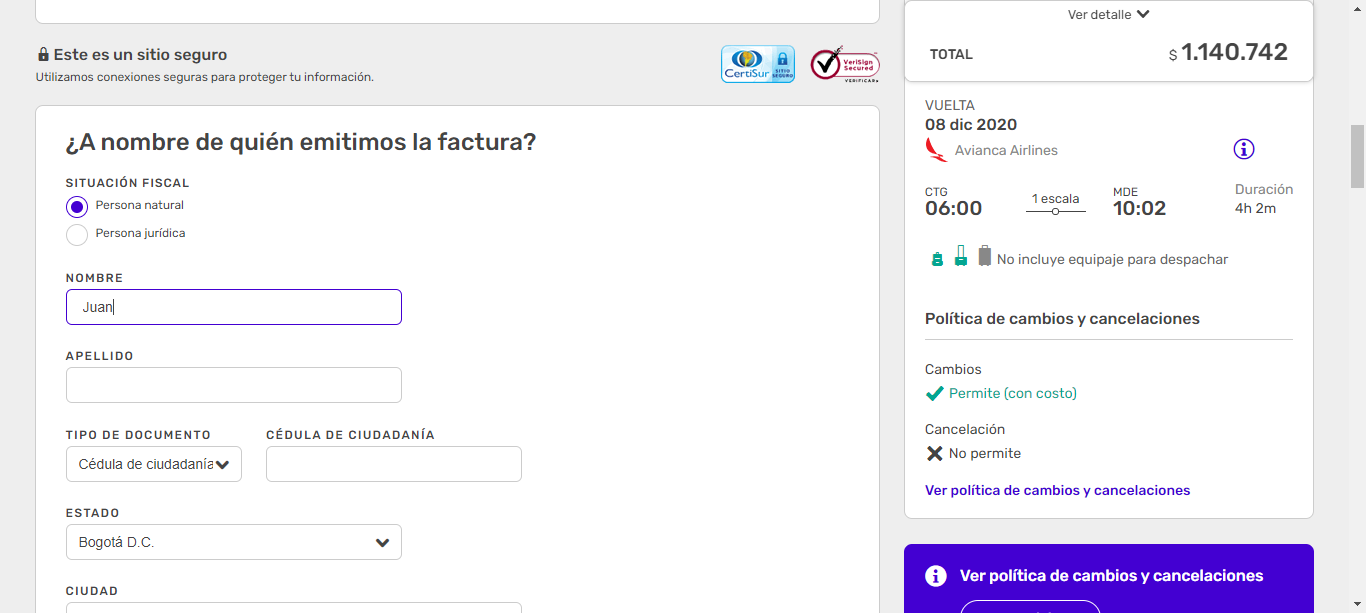 Este es un sitio seguro
Utilizamos conexiones seguras para proteger tu información.
CertiSur SITIO SEGURO
VeriSign Secured
VERIFICAR
¿A nombre de quién emitimos la factura?
SITUACIÓN FISCAL
Persona natural
Persona jurídica
NOMBRE
Juan
APELLIDO
TIPO DE DOCUMENTO
Cédula de ciudadanía
CÉDULA DE CIUDADANÍA
ESTADO
Bogotá D.C.
CIUDAD
Ver detalle
TOTAL
$ 1.140.742
VUELTA
08 dic 2020
Avianca Airlines
CTG
06:00
1 escala
MDE
10:02
Duración
4h 2m
No incluye equipaje para despachar
Política de cambios y cancelaciones
Cambios
Permite (con costo)
Cancelación
No permite
Ver política de cambios y cancelaciones
Ver política de cambios y cancelaciones